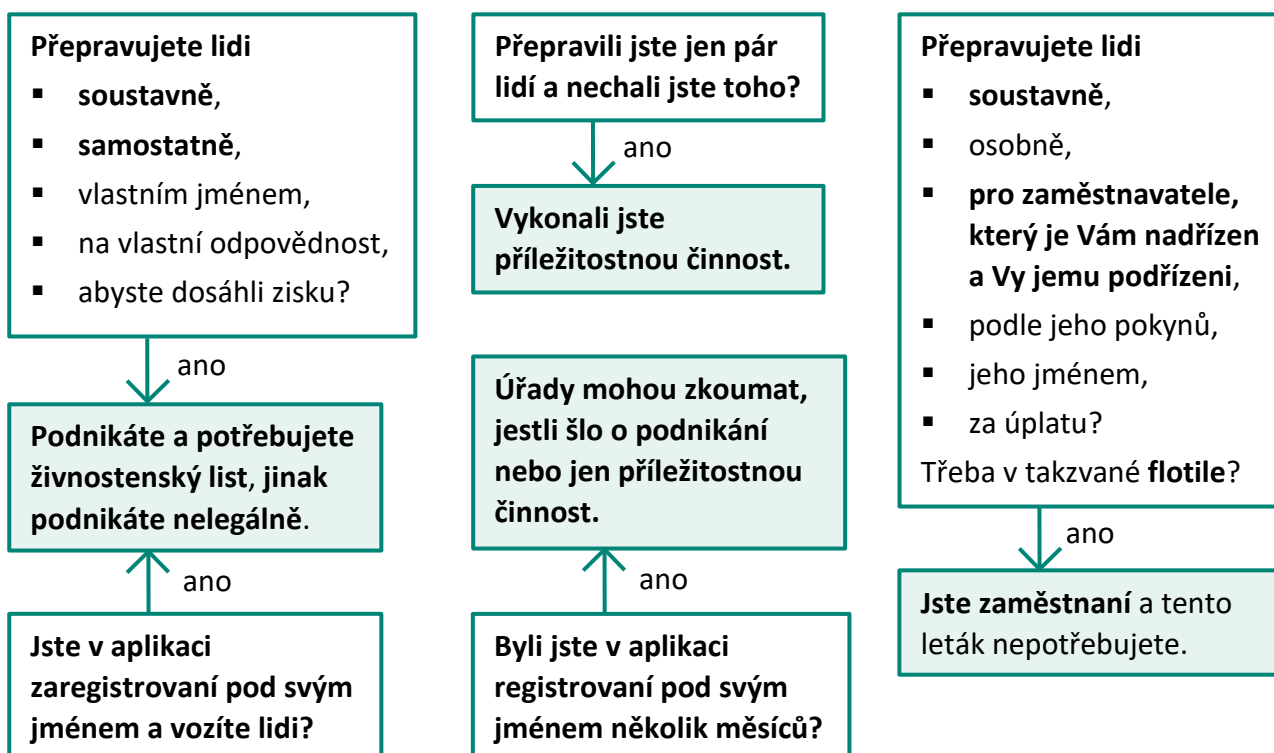 Přepravujete lidi
▪ soustavně,
▪ samostatně,
▪ vlastním jménem,
▪ na vlastní odpovědnost,
▪ abyste dosáhli zisku?
ano
Podnikáte a potřebujete
živnostenský list, jinak
podnikáte nelegálně.
ano
Jste v aplikaci
zaregistrovaní pod svým
jménem a vozíte lidi?
Přepravili jste jen pár
lidí a nechali jste toho?
ano
Vykonali jste
příležitostnou činnost.
Úřady mohou zkoumat,
jestli šlo o podnikání
nebo jen příležitostnou
činnost.
ano
Byli jste v aplikaci
registrovaní pod svým
jménem několik měsíců?
Přepravujete lidi
▪ soustavně,
▪ osobně,
▪ pro zaměstnavatele,
který je Vám nadřízen
a Vy jemu podřízeni,
▪ podle jeho pokynů,
▪ jeho jménem,
▪ za úplatu?
Třeba v takzvané flotile?
ano
Jste zaměstnaní a tento
leták nepotřebujete.